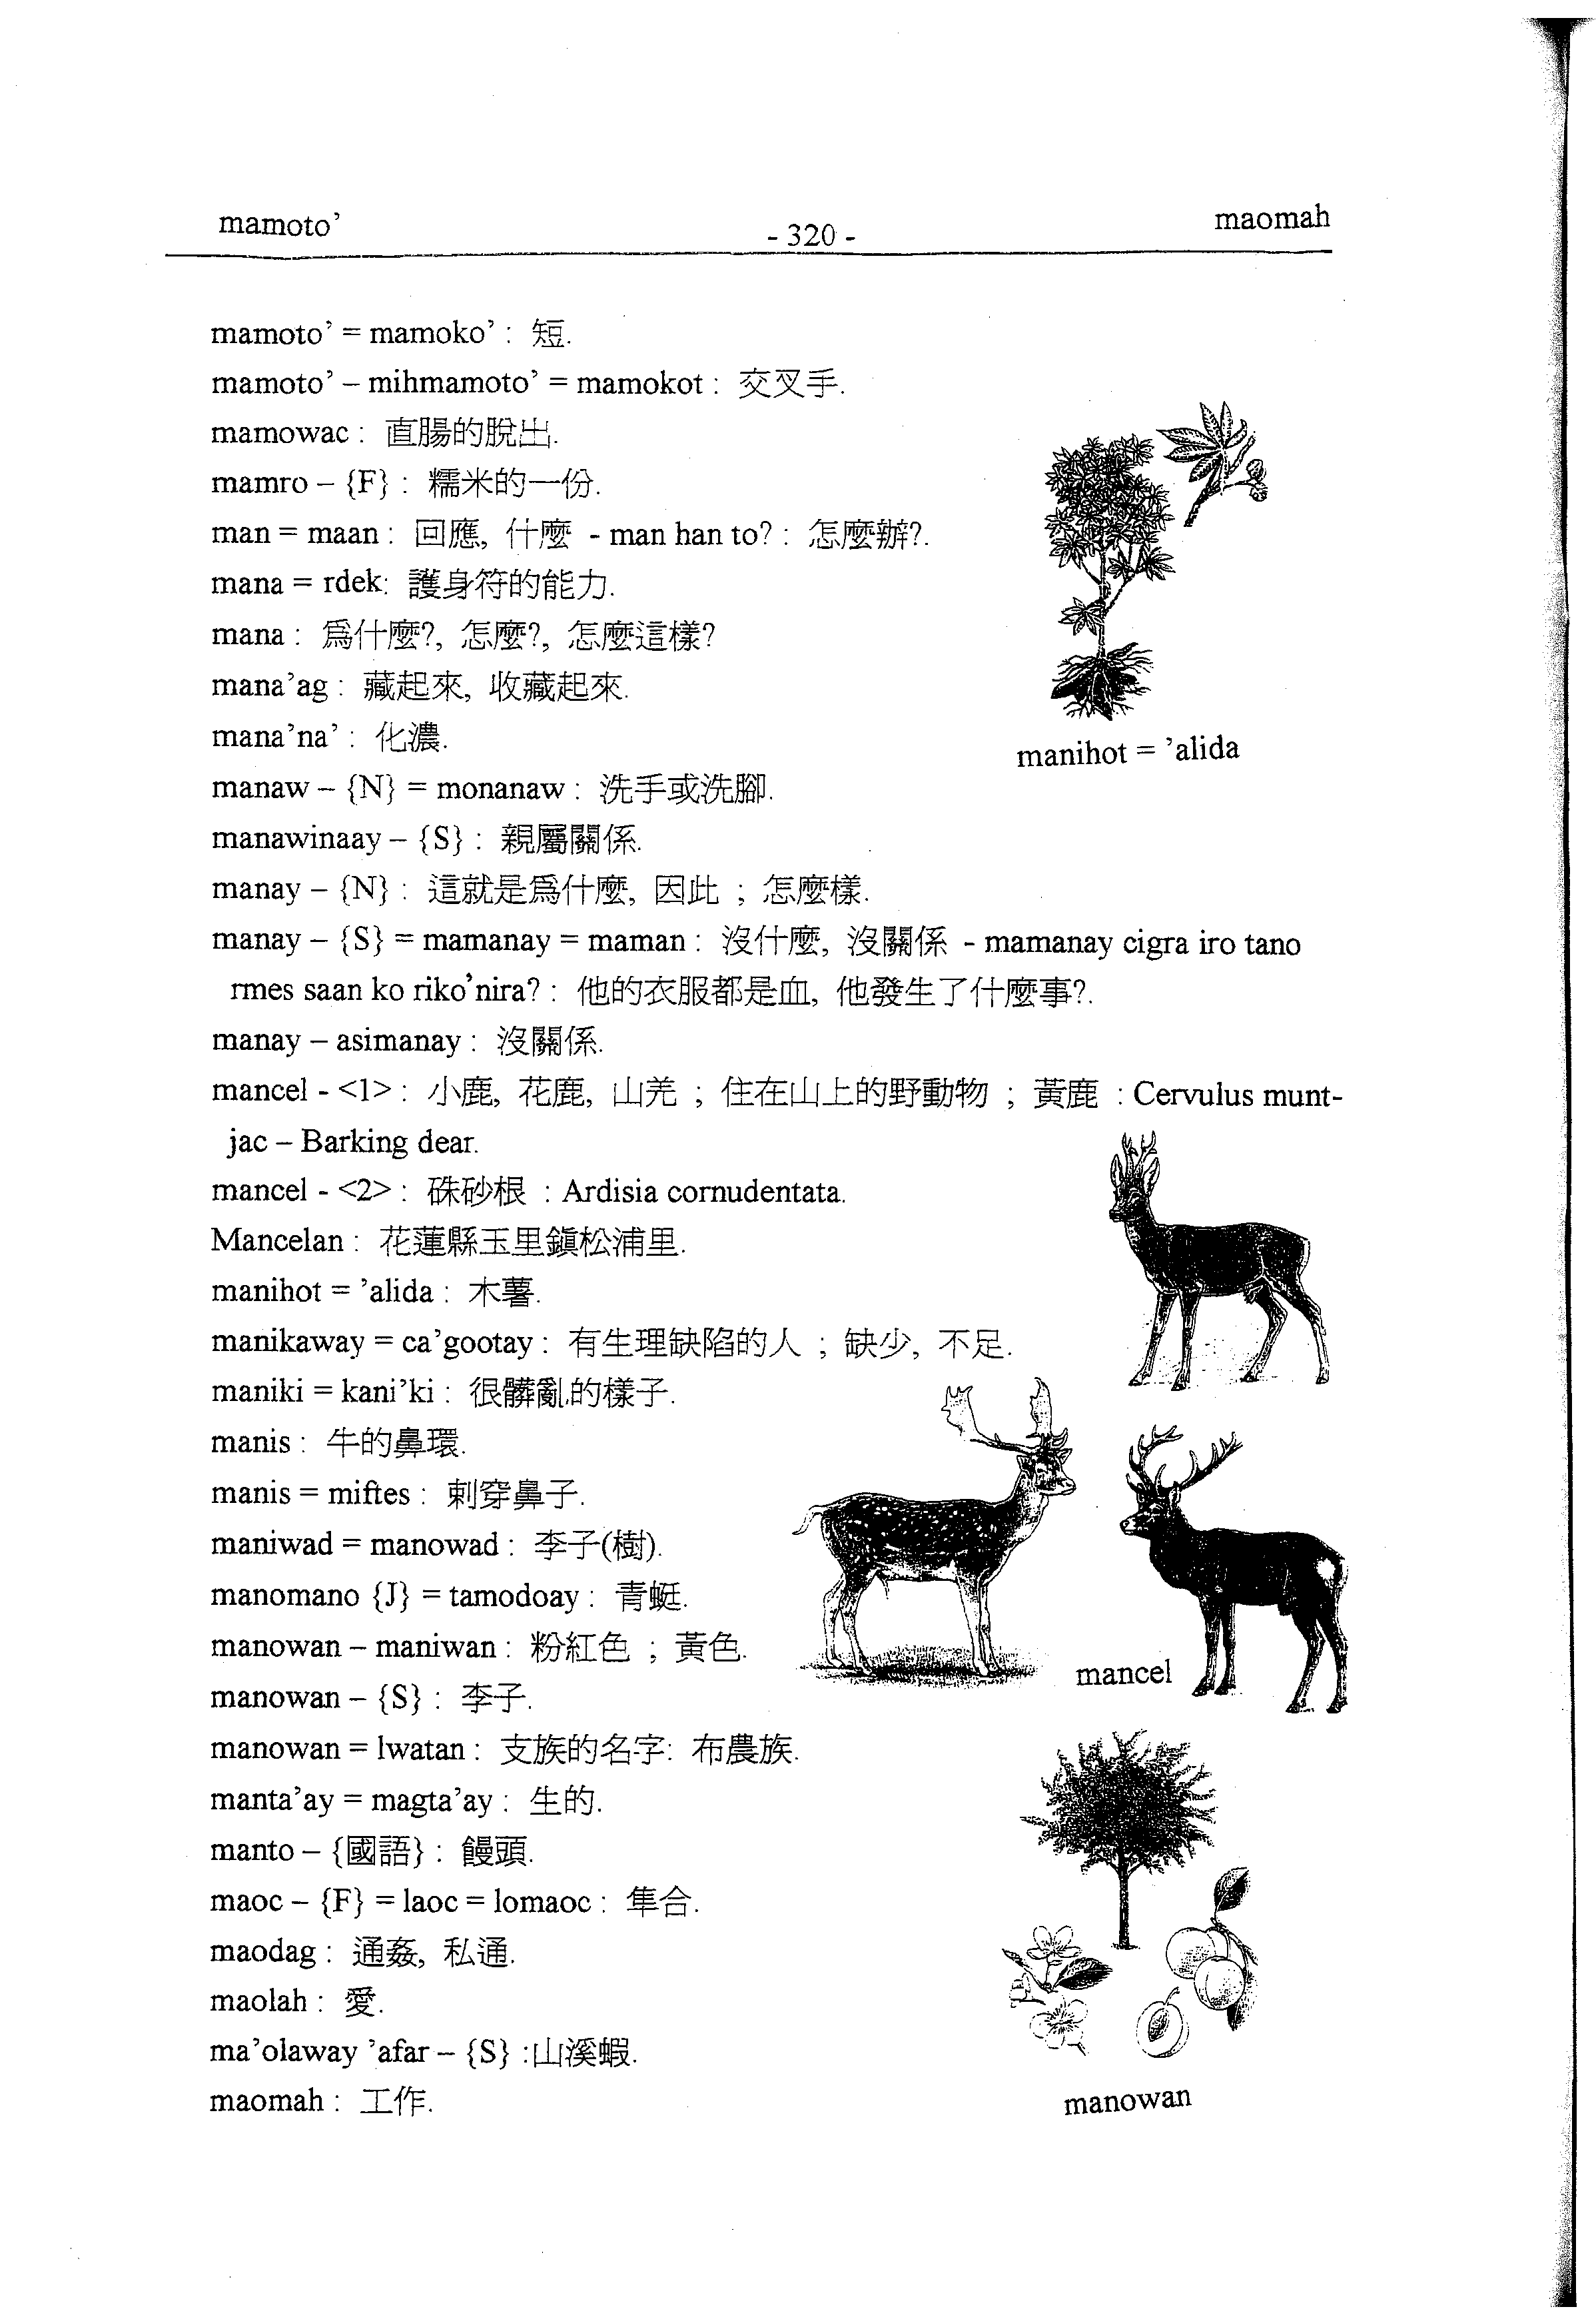 mamoto’
- 320 -
maomah
mamoto’ = mamoko’ : 短.
mamoto’ – mihmamoto’ = mamokot : 交叉手.
mamowac : 直腸的脫出.
mamro – {F} : 糯米的一份.
man = maan : 回應, 什麼 - man han to? : 怎麼辦?.
mana = rdek: 護身符的能力.
mana : 爲什麼?, 怎麼?, 怎麼這樣?
mana’ag : 藏起來, 收藏起來.
mana’na’ : 化濃.
manihot = ’alida
manaw – {N} = monanaw : 洗手或洗腳.
manawinaay – {S} : 親屬關係.
manay – {N} : 這就是爲什麼, 因此 ; 怎麼樣.
manay – {S} = mamanay = maman : 沒什麼, 沒關係 - mamanay cigra iro tano
rmes saan ko riko’nira? : 他的衣服都是血, 他發生了什麼事?.
manay – asimanay : 沒關係.
mancel - <1> : 小鹿, 花鹿, 山羌 ; 住在山上的野動物 ; 黃鹿 : Cervulus munt-
jac – Barking dear.
mancel - <2> : 硃砂根 : Ardisia cornudentata.
Mancelan : 花蓮縣玉里鎭松浦里.
manihot = ’alida : 木薯.
manikaway = ca’gootay : 有生理缺陷的人 ; 缺少, 不足.
maniki = kani’ki : 很髒亂的樣子.
manis : 牛的鼻環.
manis = miftes : 刺穿鼻子.
maniwad = manowad : 李子(樹).
manomano {J} = tamodoay : 青蜓.
manowan – maniwan : 粉紅色 ; 黃色.
mancel
manowan – {S} : 李子.
manowan = lwatan : 支族的名字: 布農族.
manta’ay = magta’ay : 生的.
manto – {國語} : 饅頭.
maoc – {F} = laoc = lomaoc : 隼合.
maodag : 通姦, 私通.
maolah : 愛.
ma’olaway ’afar – {S} :山溪蝦.
maomah : 工作.
manowan